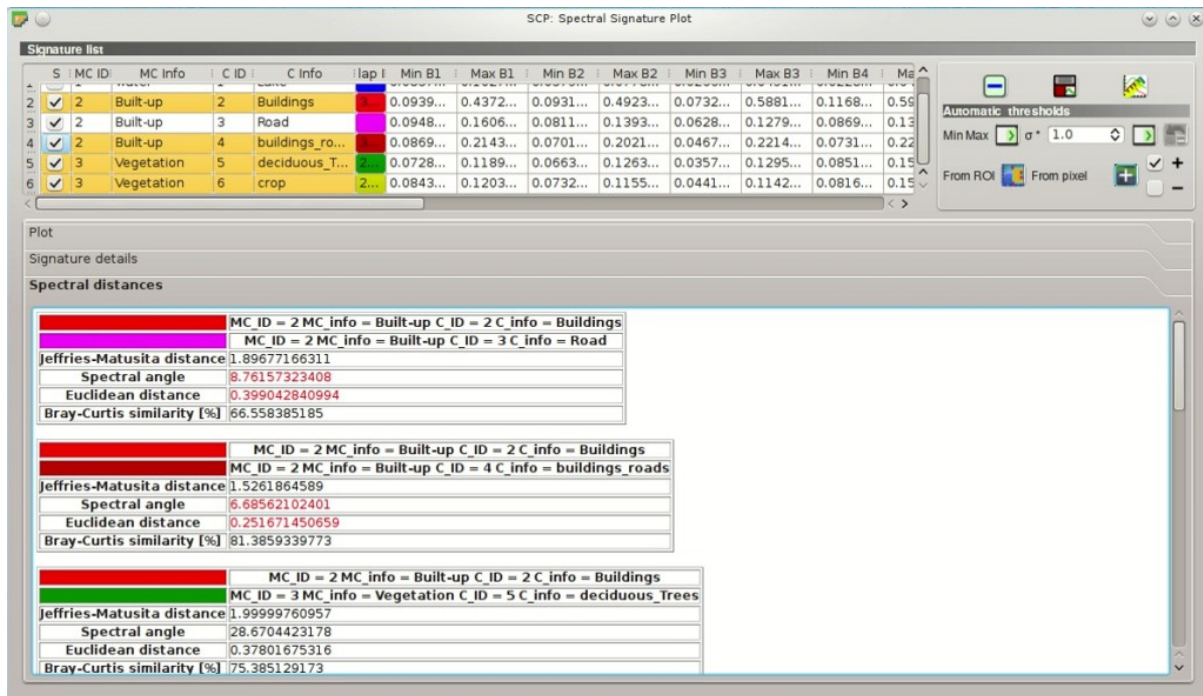 SCP: Spectral Signature Plot
Signature list
S MC ID MC Info C ID C Info lap I Min B1 Max B1 Min B2 Max B2 Min B3 Max B3 Min B4 Ma
2 2 Built-up 2 Buildings 0.0939... 0.4372... 0.0931... 0.4923... 0.0732... 0.5881... 0.1168... 0.59
3 2 Built-up 3 Road 0.0948... 0.1606... 0.0811... 0.1393... 0.0628... 0.1279... 0.0869... 0.13
4 2 Built-up 4 buildings_ro... 0.0869... 0.2143... 0.0701... 0.2021... 0.0467... 0.2214... 0.0731... 0.22
5 3 Vegetation 5 deciduous_T... 2... 0.0728... 0.1189... 0.0663... 0.1263... 0.0357... 0.1295... 0.0851... 0.15
6 3 Vegetation 6 crop 2... 0.0843... 0.1203... 0.0732... 0.1155... 0.0441... 0.1142... 0.0816... 0.15
Automatic thresholds
Min Max σ* 1.0
From ROI From pixel
Plot
Signature details
Spectral distances
MC_ID = 2 MC_info = Built-up C_ID = 2 C_info = Buildings
MC_ID = 2 MC_info = Built-up C_ID = 3 C_info = Road
Jeffries-Matusita distance 1.89677166311
Spectral angle 8.76157323408
Euclidean distance 0.399042840994
Bray-Curtis similarity [%] 66.558385185
MC_ID = 2 MC_info = Built-up C_ID = 2 C_info = Buildings
MC_ID = 2 MC_info = Built-up C_ID = 4 C_info = buildings_roads
Jeffries-Matusita distance 1.5261864589
Spectral angle 6.68562102401
Euclidean distance 0.251671450659
Bray-Curtis similarity [%] 81.3859339773
MC_ID = 2 MC_info = Built-up C_ID = 2 C_info = Buildings
MC_ID = 3 MC_info = Vegetation C_ID = 5 C_info = deciduous_Trees
Jeffries-Matusita distance 1.99999760957
Spectral angle 28.6704423178
Euclidean distance 0.37801675316
Bray-Curtis similarity [%] 75.385129173